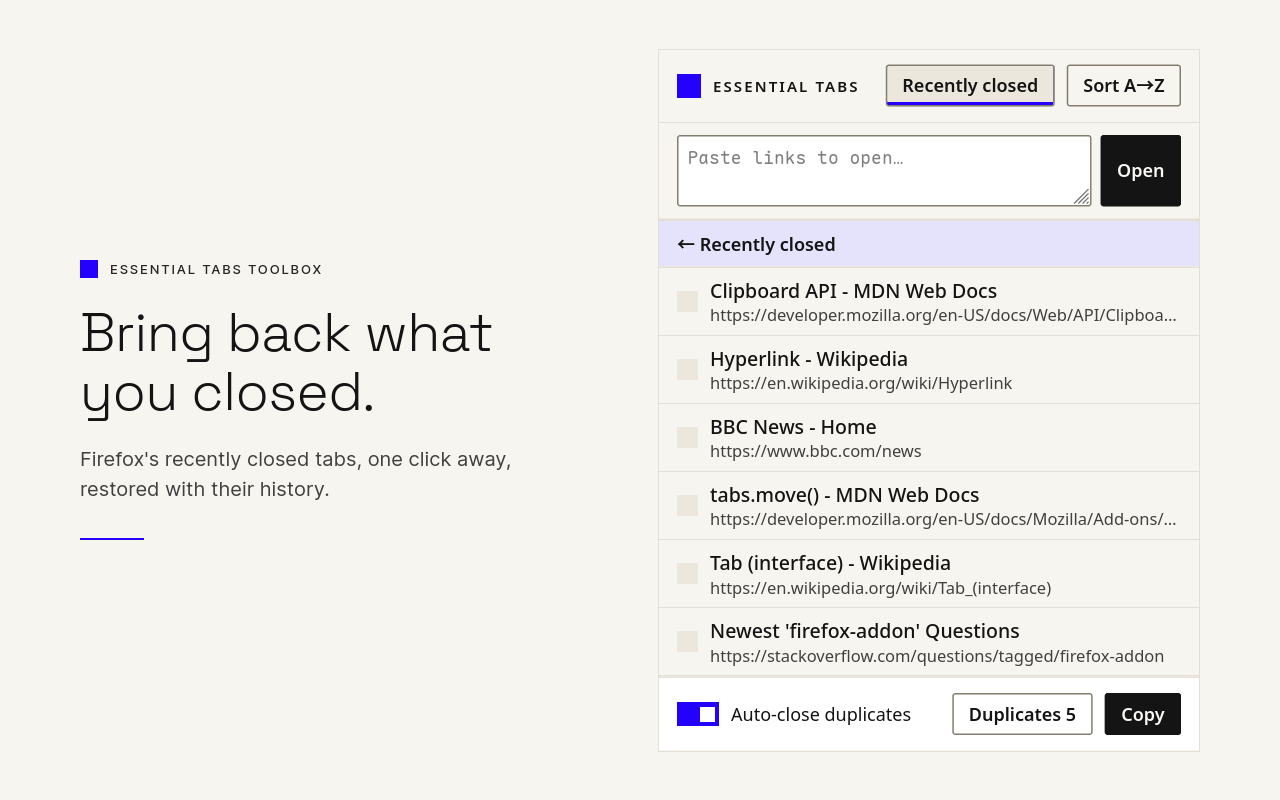 ESSENTIAL TABS TOOLBOX
Bring back what
you closed.
Firefox's recently closed tabs, one click away,
restored with their history.
ESSENTIAL TABS
Recently closed
Sort A→Z
Paste links to open…
Open
← Recently closed
Clipboard API - MDN Web Docs
https://developer.mozilla.org/en-US/docs/Web/API/Clipboa…
Hyperlink - Wikipedia
https://en.wikipedia.org/wiki/Hyperlink
BBC News - Home
https://www.bbc.com/news
tabs.move() - MDN Web Docs
https://developer.mozilla.org/en-US/docs/Mozilla/Add-ons/…
Tab (interface) - Wikipedia
https://en.wikipedia.org/wiki/Tab_(interface)
Newest 'firefox-addon' Questions
https://stackoverflow.com/questions/tagged/firefox-addon
Auto-close duplicates
Duplicates 5
Copy